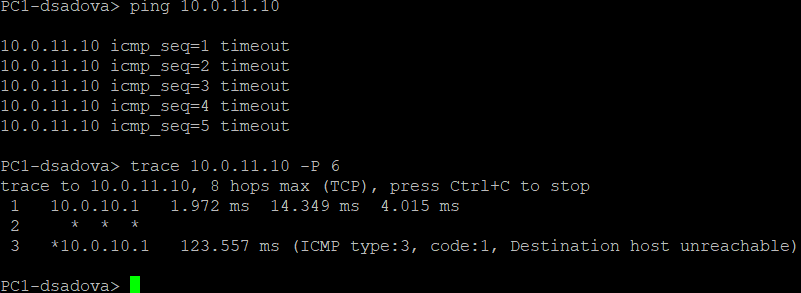 PC1-dsadova> ping 10.0.11.10
10.0.11.10 icmp_seq=1 timeout
10.0.11.10 icmp_seq=2 timeout
10.0.11.10 icmp_seq=3 timeout
10.0.11.10 icmp_seq=4 timeout
10.0.11.10 icmp_seq=5 timeout
PC1-dsadova> trace 10.0.11.10 -P 6
trace to 10.0.11.10, 8 hops max (TCP), press Ctrl+C to stop
 1   10.0.10.1   1.972 ms  14.349 ms  4.015 ms
 2     *  *  *
 3   *10.0.10.1   123.557 ms (ICMP type:3, code:1, Destination host unreachable)
PC1-dsadova>